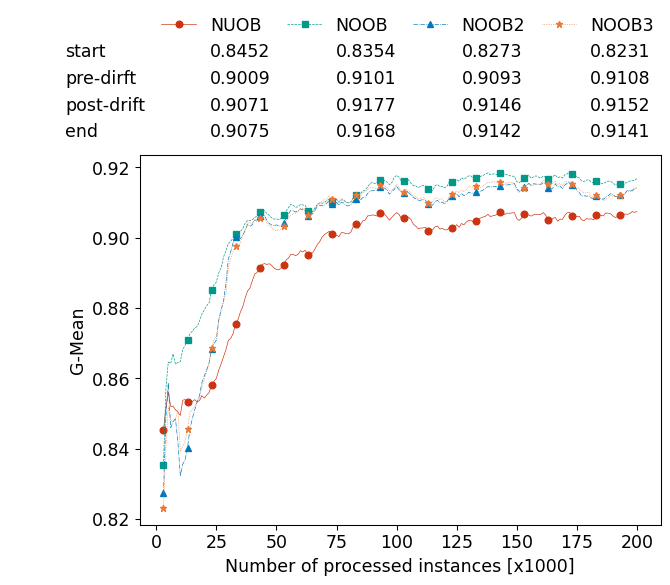 NUOB NOOB NOOB2 NOOB3
start 0.8452 0.8354 0.8273 0.8231
pre-dirft 0.9009 0.9101 0.9093 0.9108
post-drift 0.9071 0.9177 0.9146 0.9152
end 0.9075 0.9168 0.9142 0.9141
0.92
0.90
0.88
0.86
0.84
0.82
G-Mean
0 25 50 75 100 125 150 175 200
Number of processed instances [x1000]